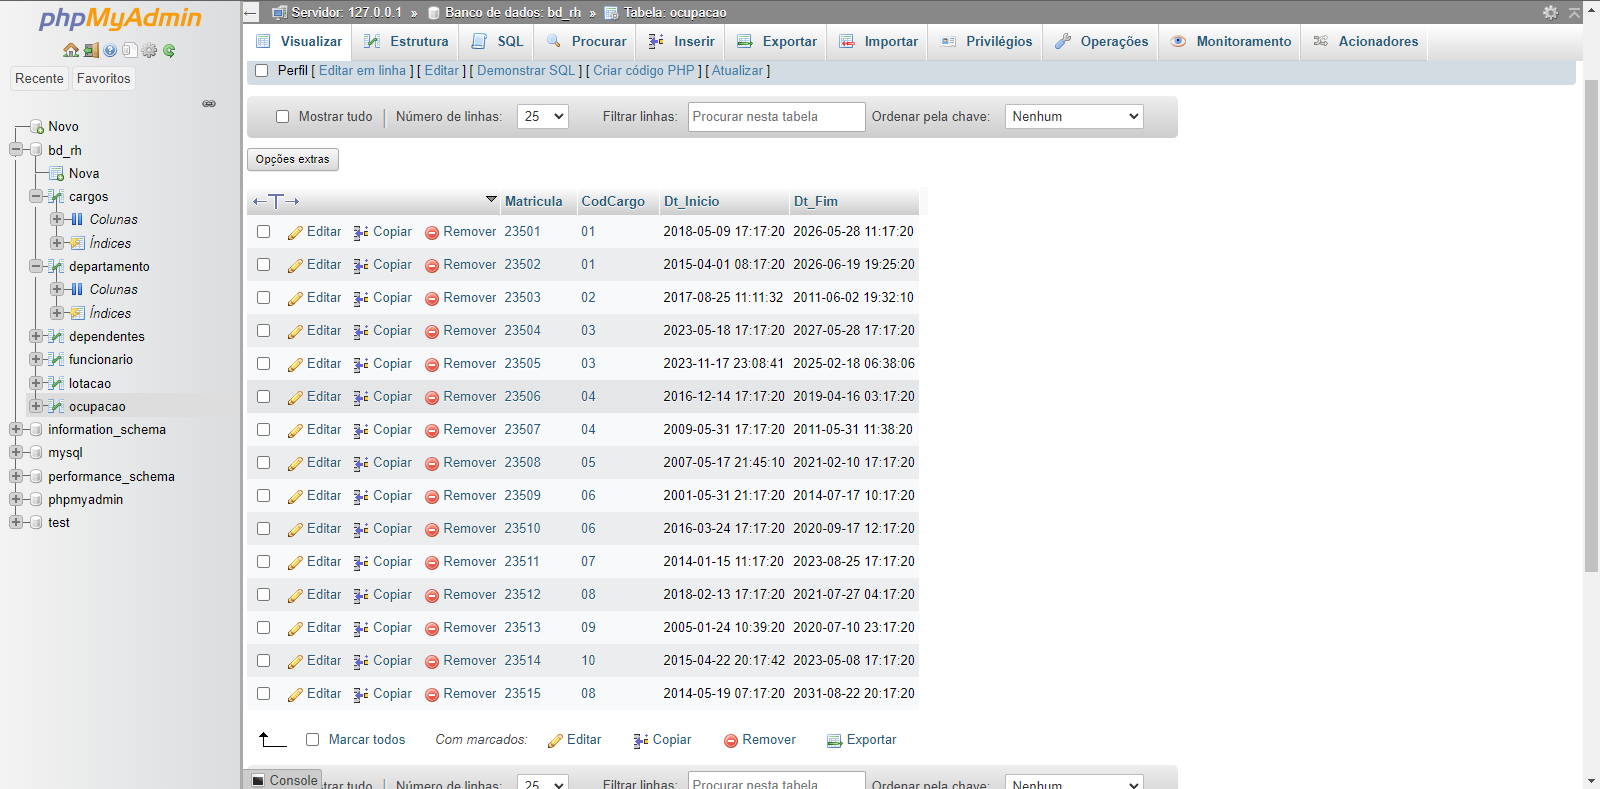 phpMyAdmin
Recente Favoritos
Novo
bd_rh
Nova
cargos
Colunas
Índices
departamento
Colunas
Índices
dependentes
funcionario
lotacao
ocupacao
information_schema
mysql
performance_schema
phpmyadmin
test
Servidor: 127.0.0.1 » Banco de dados: bd_rh » Tabela: ocupacao
Visualizar Estrutura SQL Procurar Inserir Exportar Importar Privilégios Operações Monitoramento Acionadores
Perfil [ Editar em linha ] [ Editar ] [ Demonstrar SQL ] [ Criar código PHP ] [ Atualizar ]
Mostrar tudo Número de linhas: 25 Filtrar linhas: Procurar nesta tabela Ordenar pela chave: Nenhum
Opções extras
←T→ Matricula CodCargo Dt_Inicio Dt_Fim
Editar Copiar Remover 23501 01 2018-05-09 17:17:20 2026-05-28 11:17:20
Editar Copiar Remover 23502 01 2015-04-01 08:17:20 2026-06-19 19:25:20
Editar Copiar Remover 23503 02 2017-08-25 11:11:32 2011-06-02 19:32:10
Editar Copiar Remover 23504 03 2023-05-18 17:17:20 2027-05-28 17:17:20
Editar Copiar Remover 23505 03 2023-11-17 23:08:41 2025-02-18 06:38:06
Editar Copiar Remover 23506 04 2016-12-14 17:17:20 2019-04-16 03:17:20
Editar Copiar Remover 23507 04 2009-05-31 17:17:20 2011-05-31 11:38:20
Editar Copiar Remover 23508 05 2007-05-17 21:45:10 2021-02-10 17:17:20
Editar Copiar Remover 23509 06 2001-05-31 21:17:20 2014-07-17 10:17:20
Editar Copiar Remover 23510 06 2016-03-24 17:17:20 2020-09-17 12:17:20
Editar Copiar Remover 23511 07 2014-01-15 11:17:20 2023-08-25 17:17:20
Editar Copiar Remover 23512 08 2018-02-13 17:17:20 2021-07-27 04:17:20
Editar Copiar Remover 23513 09 2005-01-24 10:39:20 2020-07-10 23:17:20
Editar Copiar Remover 23514 10 2015-04-22 20:17:42 2023-05-08 17:17:20
Editar Copiar Remover 23515 08 2014-05-19 07:17:20 2031-08-22 20:17:20
Marcar todos Com marcados: Editar Copiar Remover Exportar
Console strar tudo Número de linhas: 25 Filtrar linhas: Procurar nesta tabela Ordenar pela chave: Nenhum